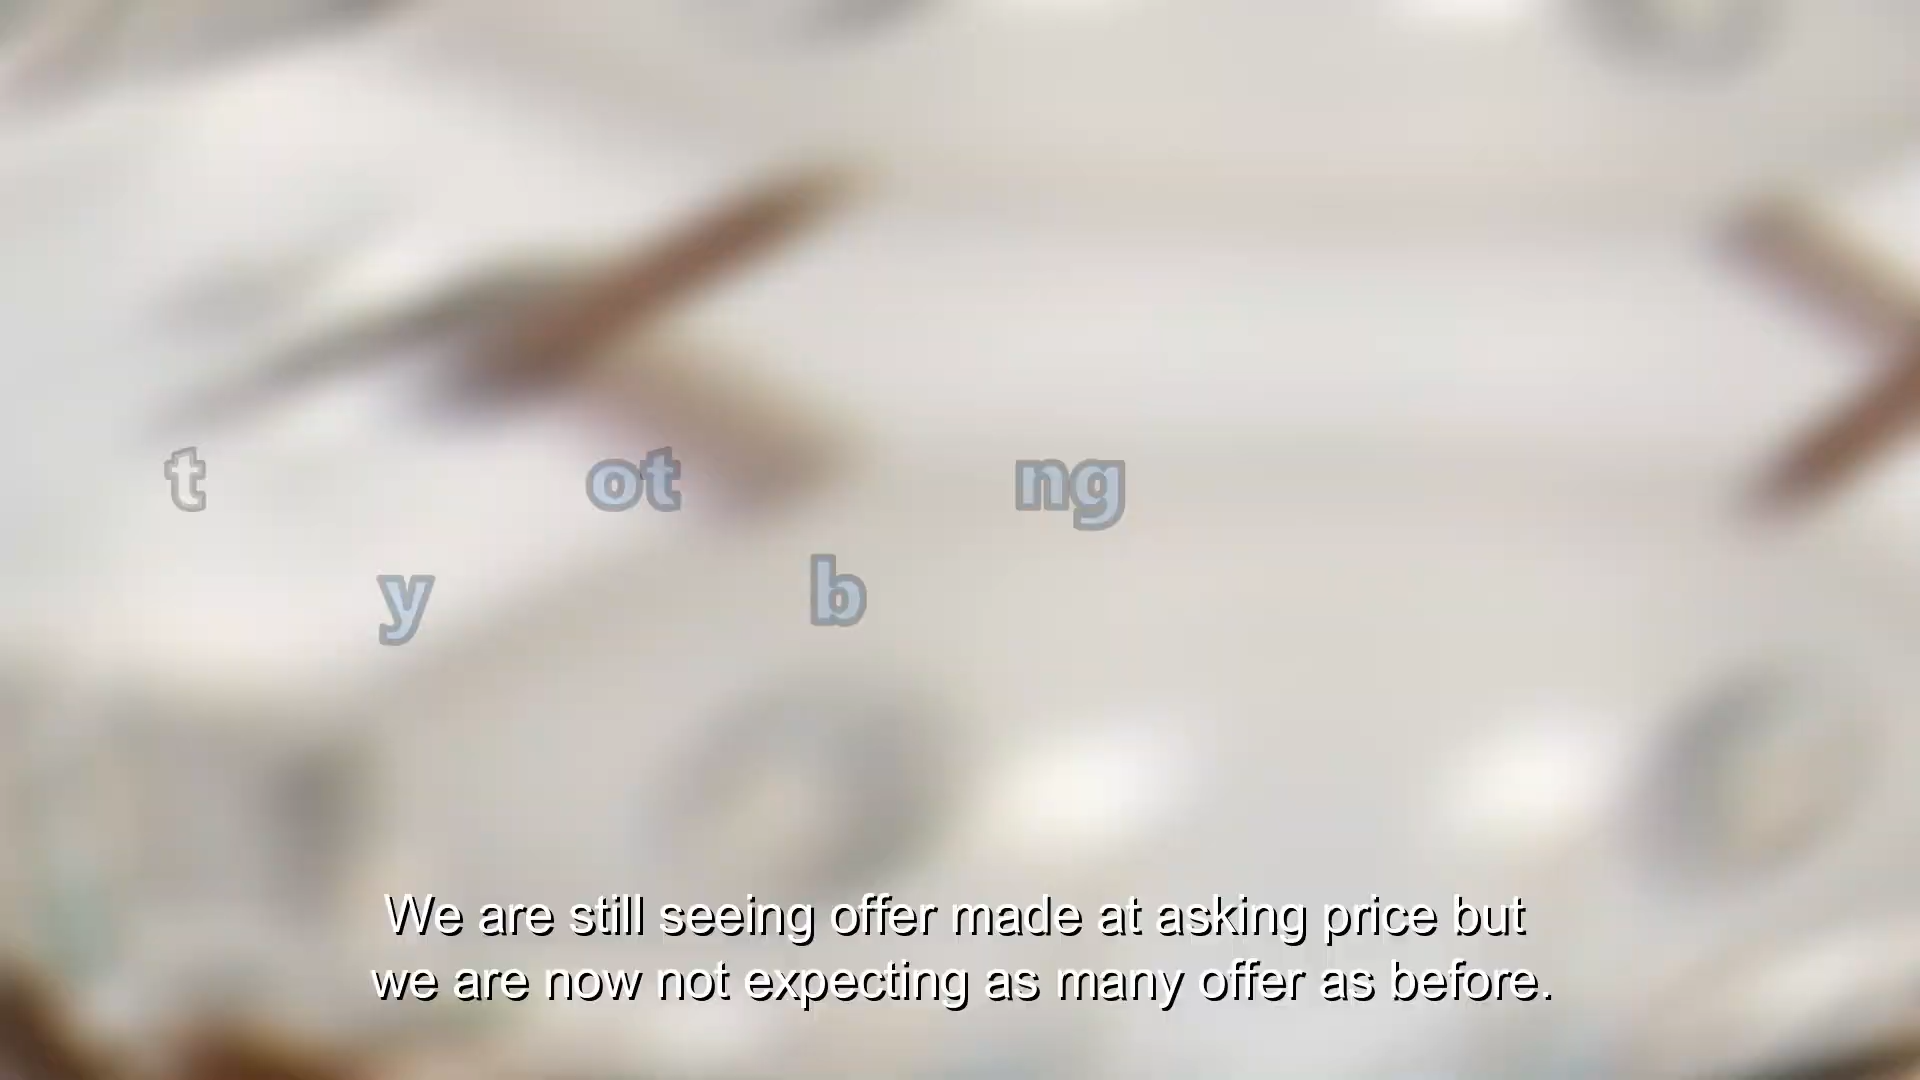 t ot ng
y b
We are still seeing offer made at asking price but
we are now not expecting as many offer as before.